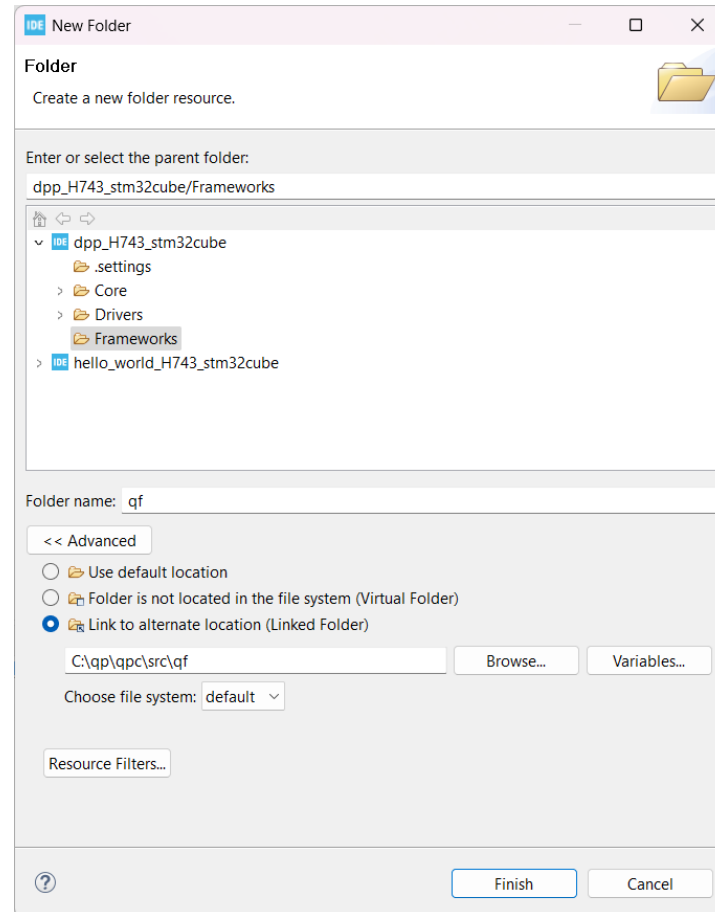 IDE New Folder
Folder
Create a new folder resource.
Enter or select the parent folder:
dpp_H743_stm32cube/Frameworks
IDE dpp_H743_stm32cube
.settings
Core
Drivers
Frameworks
IDE hello_world_H743_stm32cube
Folder name: qf
<< Advanced
Use default location
Folder is not located in the file system (Virtual Folder)
Link to alternate location (Linked Folder)
C:\qp\qpc\src\qf Browse... Variables...
Choose file system: default
Resource Filters...
? Finish Cancel